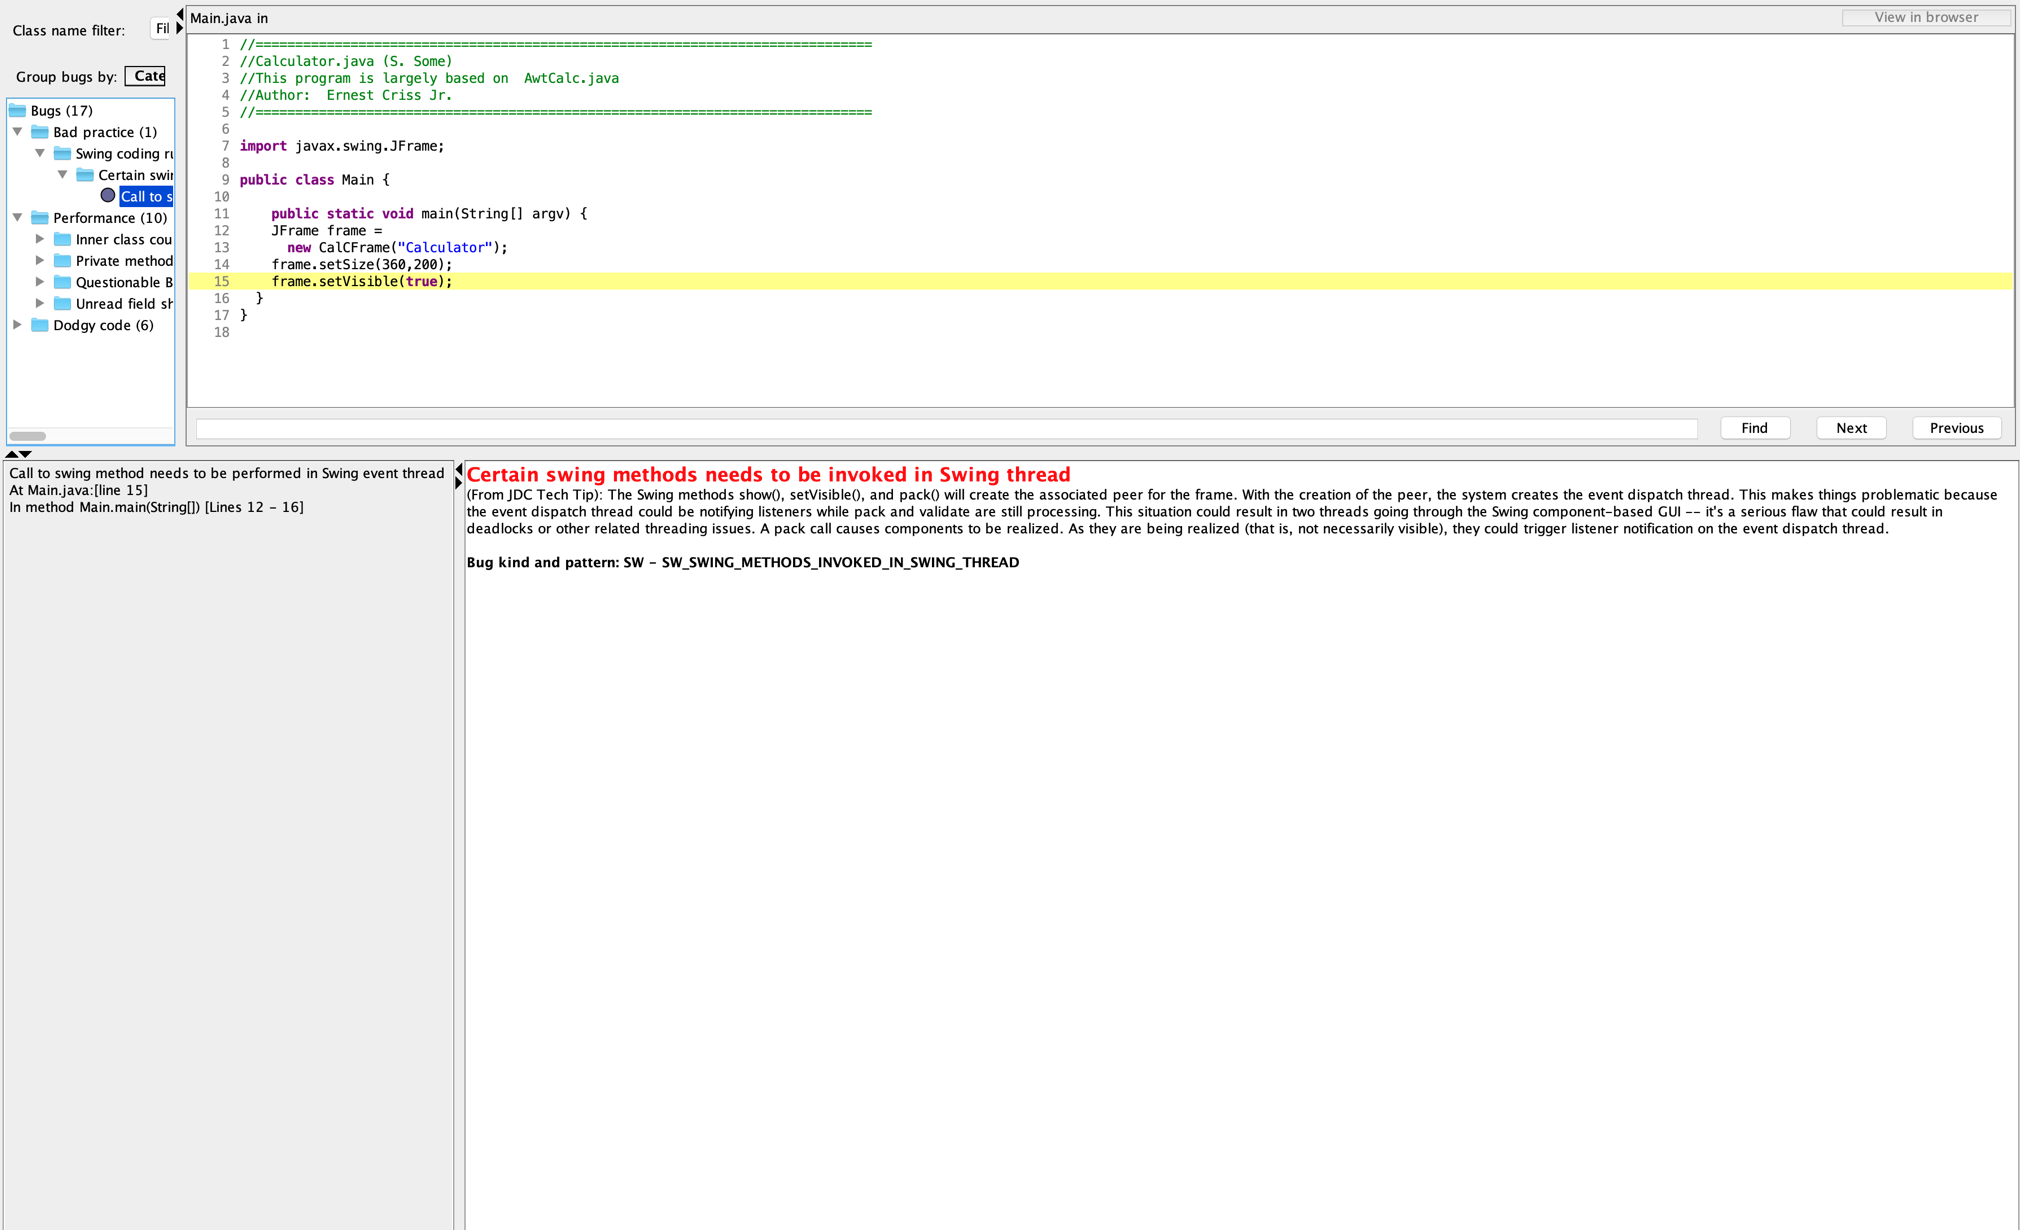 Class name filter:
Fil
Group bugs by:
Cate
Bugs (17)
Bad practice (1)
Swing coding ru
Certain swin
Call to s
Performance (10)
Inner class cou
Private method
Questionable B
Unread field sh
Dodgy code (6)
Main.java in
View in browser
1 //==============================================================================
2 //Calculator.java (S. Some)
3 //This program is largely based on  AwtCalc.java
4 //Author:  Ernest Criss Jr.
5 //==============================================================================
6
7 import javax.swing.JFrame;
8
9 public class Main {
10
11     public static void main(String[] argv) {
12     JFrame frame =
13       new CalCFrame("Calculator");
14     frame.setSize(360,200);
15     frame.setVisible(true);
16   }
17 }
18
Find
Next
Previous
Call to swing method needs to be performed in Swing event thread
At Main.java:[line 15]
In method Main.main(String[]) [Lines 12 - 16]
Certain swing methods needs to be invoked in Swing thread
(From JDC Tech Tip): The Swing methods show(), setVisible(), and pack() will create the associated peer for the frame. With the creation of the peer, the system creates the event dispatch thread. This makes things problematic because
the event dispatch thread could be notifying listeners while pack and validate are still processing. This situation could result in two threads going through the Swing component-based GUI -- it's a serious flaw that could result in
deadlocks or other related threading issues. A pack call causes components to be realized. As they are being realized (that is, not necessarily visible), they could trigger listener notification on the event dispatch thread.
Bug kind and pattern: SW - SW_SWING_METHODS_INVOKED_IN_SWING_THREAD